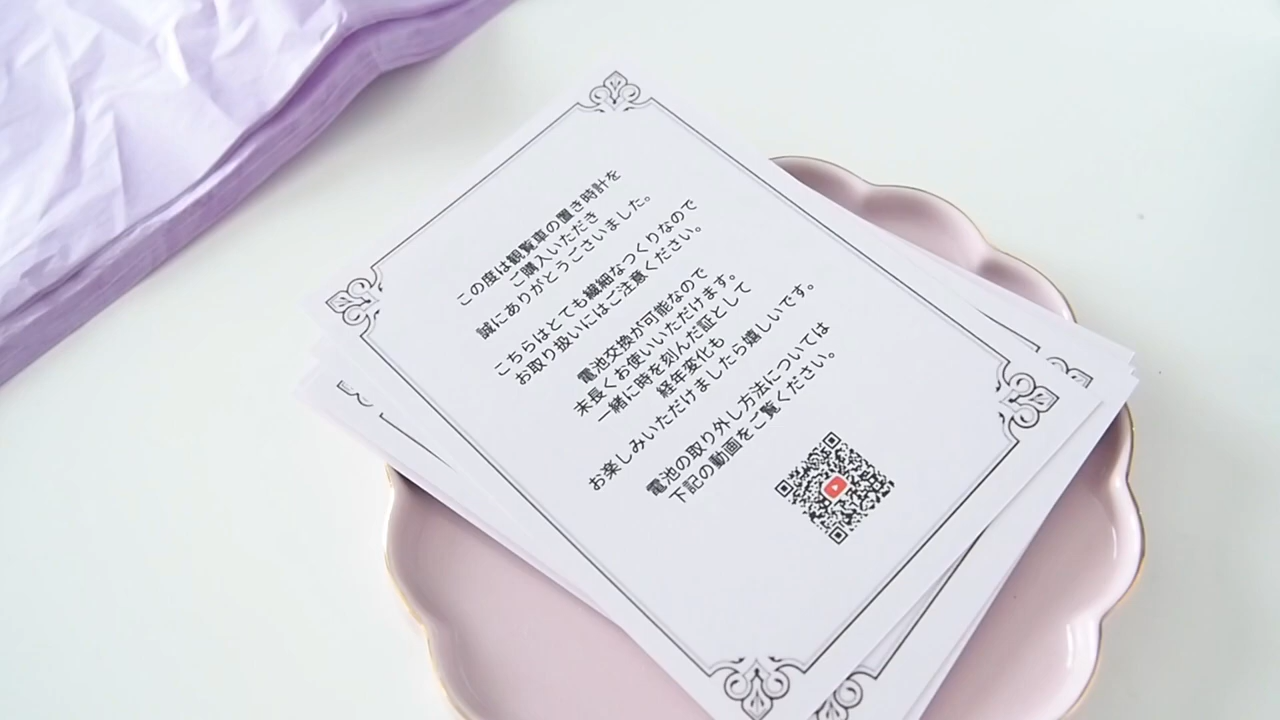 この度は観覧車の置き時計を
ご購入いただき
誠にありがとうございました。
こちらはとても繊細なつくりなので
お取り扱いにはご注意ください。
電池交換が可能なので
末長くお使いいただけます。
一緒に時を刻んだ証として
経年変化も
お楽しみいただけましたら嬉しいです。
電池の取り外し方法については
下記の動画をご覧ください。